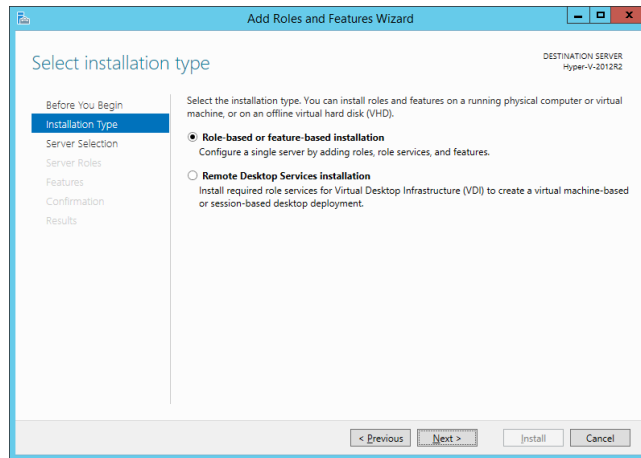 Add Roles and Features Wizard
Select installation type
DESTINATION SERVER
Hyper-V-2012R2
Before You Begin
Installation Type
Server Selection
Server Roles
Features
Confirmation
Results
Select the installation type. You can install roles and features on a running physical computer or virtual
machine, or on an offline virtual hard disk (VHD).
Role-based or feature-based installation
Configure a single server by adding roles, role services, and features.
Remote Desktop Services installation
Install required role services for Virtual Desktop Infrastructure (VDI) to create a virtual machine-based
or session-based desktop deployment.
< Previous Next > Install Cancel